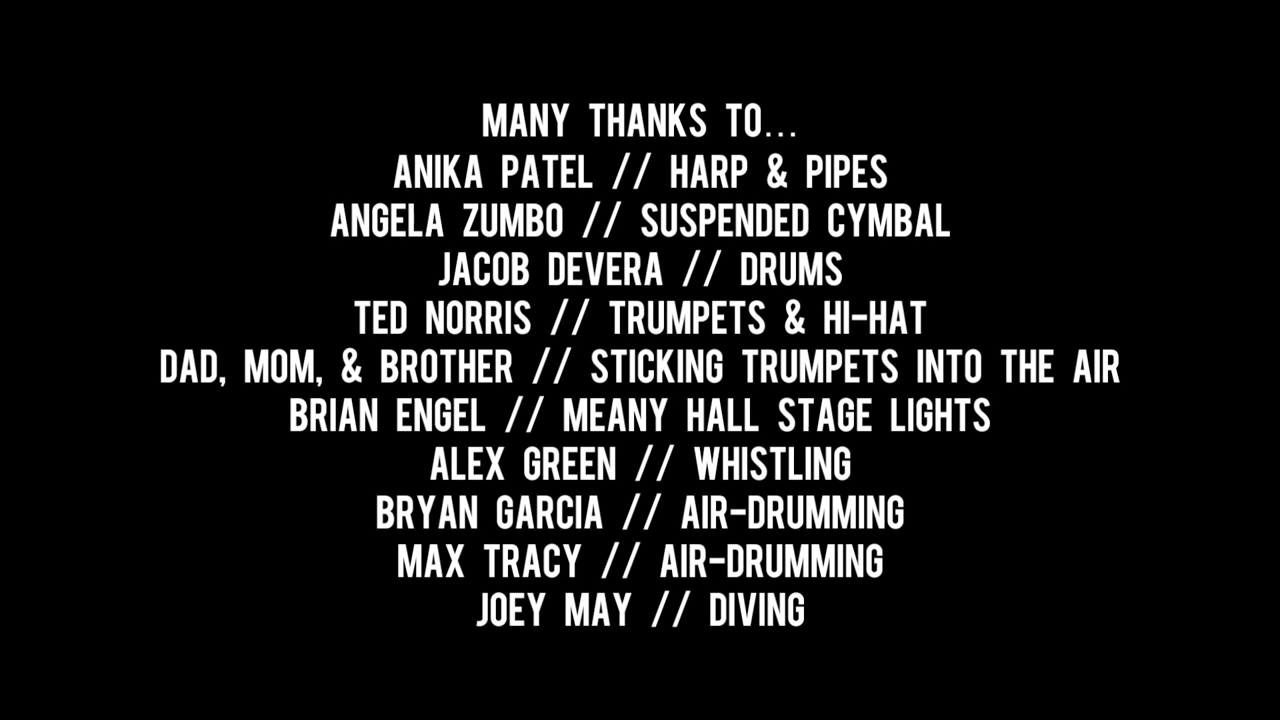 MANY THANKS TO...
ANIKA PATEL // HARP & PIPES
ANGELA ZUMBO // SUSPENDED CYMBAL
JACOB DEVERA // DRUMS
TED NORRIS // TRUMPETS & HI-HAT
DAD, MOM, & BROTHER // STICKING TRUMPETS INTO THE AIR
BRIAN ENGEL // MEANY HALL STAGE LIGHTS
ALEX GREEN // WHISTLING
BRYAN GARCIA // AIR-DRUMMING
MAX TRACY // AIR-DRUMMING
JOEY MAY // DIVING